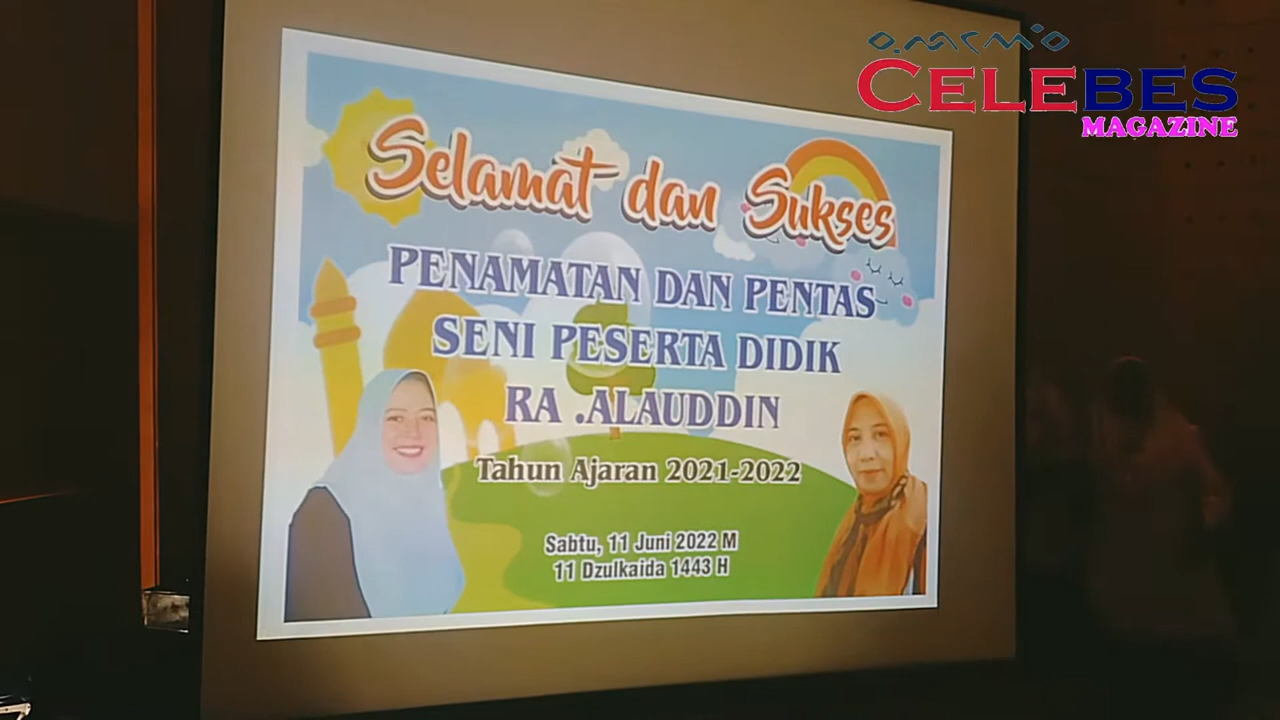 CELEBES
MAGAZINE
Selamat dan Sukses
PENAMATAN DAN PENTAS
SENI PESERTA DIDIK
RA .ALAUDDIN
Tahun Ajaran 2021-2022
Sabtu, 11 Juni 2022 M
11 Dzulkaida 1443 H